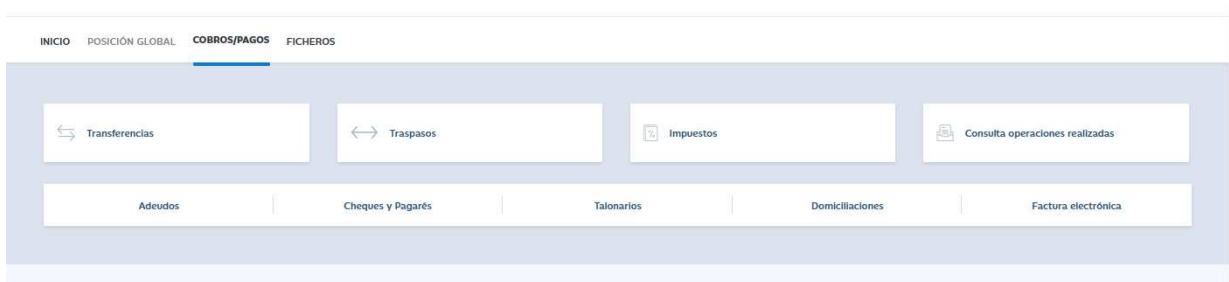 INICIO POSICIÓN GLOBAL COBROS/PAGOS FICHEROS
Transferencias Traspasos Impuestos Consulta operaciones realizadas
Adeudos Cheques y Pagarés Talonarios Domiciliaciones Factura electrónica